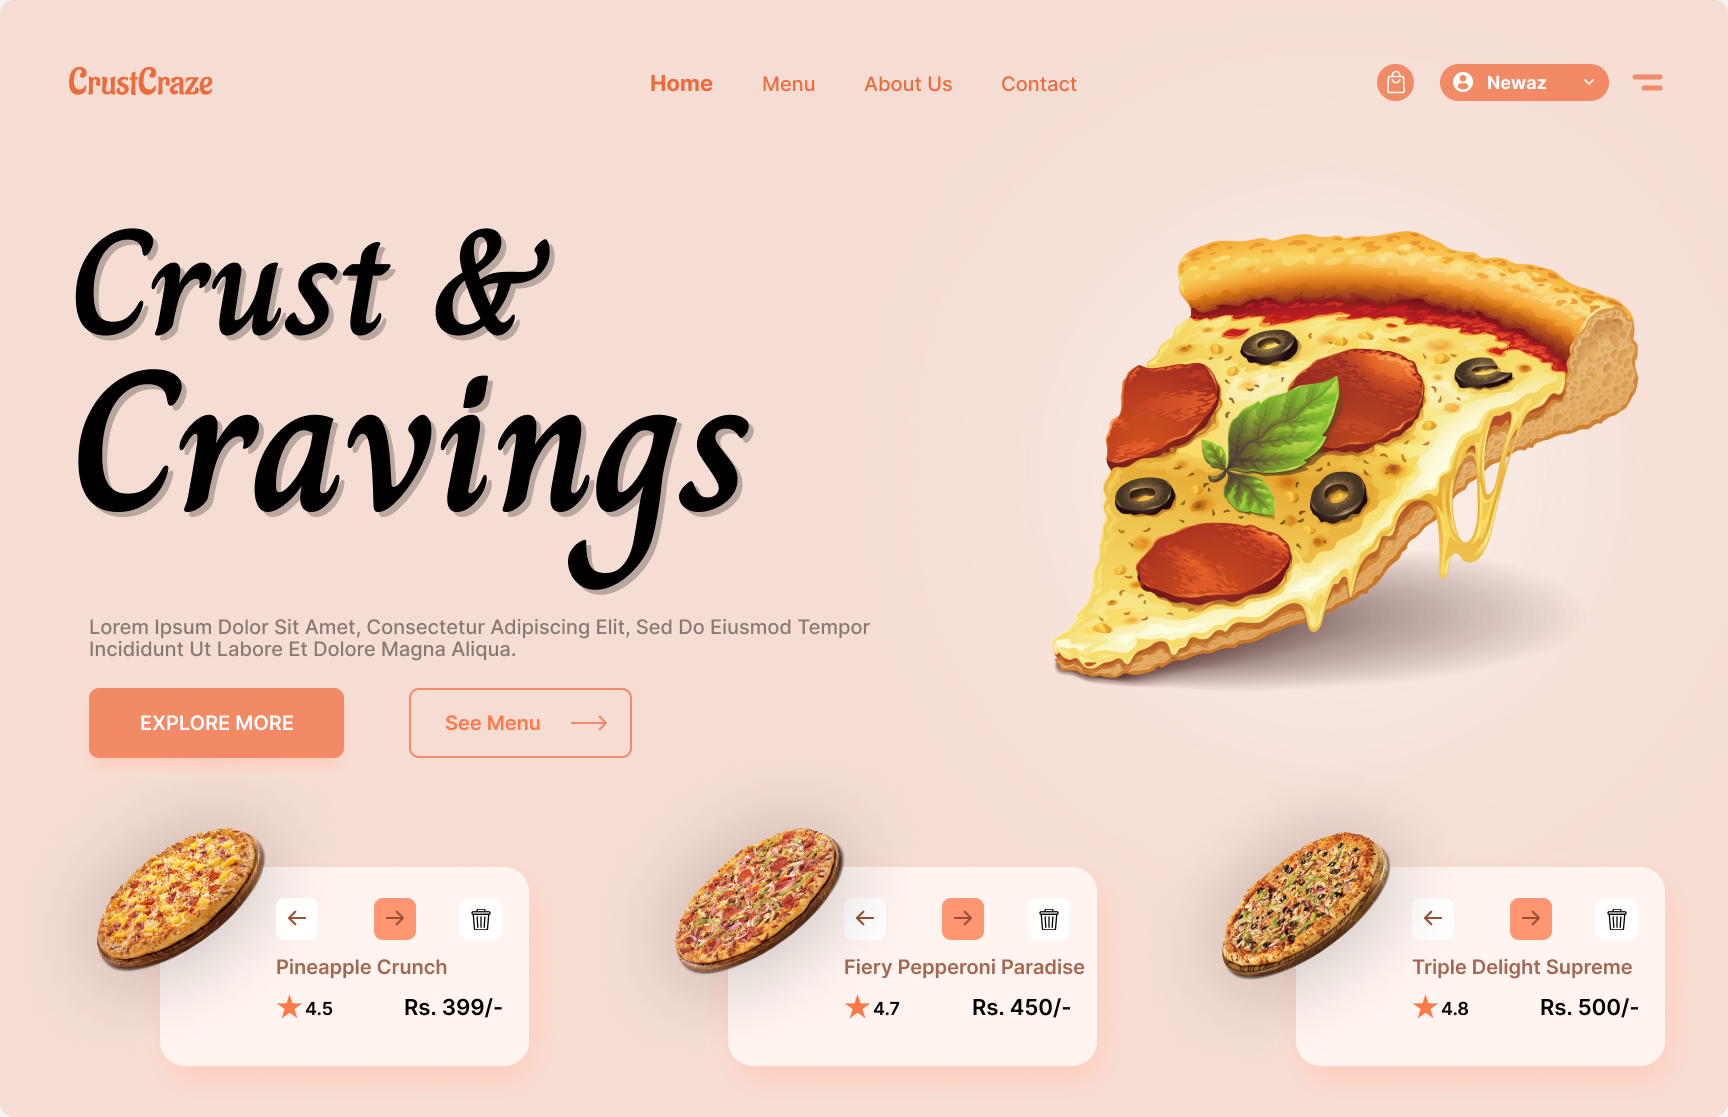 CrustCraze
Home
Menu
About Us
Contact
Newaz
Crust &
Cravings
Lorem Ipsum Dolor Sit Amet, Consectetur Adipiscing Elit, Sed Do Eiusmod Tempor
Incididunt Ut Labore Et Dolore Magna Aliqua.
EXPLORE MORE
See Menu
Pineapple Crunch
4.5
Rs. 399/-
Fiery Pepperoni Paradise
4.7
Rs. 450/-
Triple Delight Supreme
4.8
Rs. 500/-